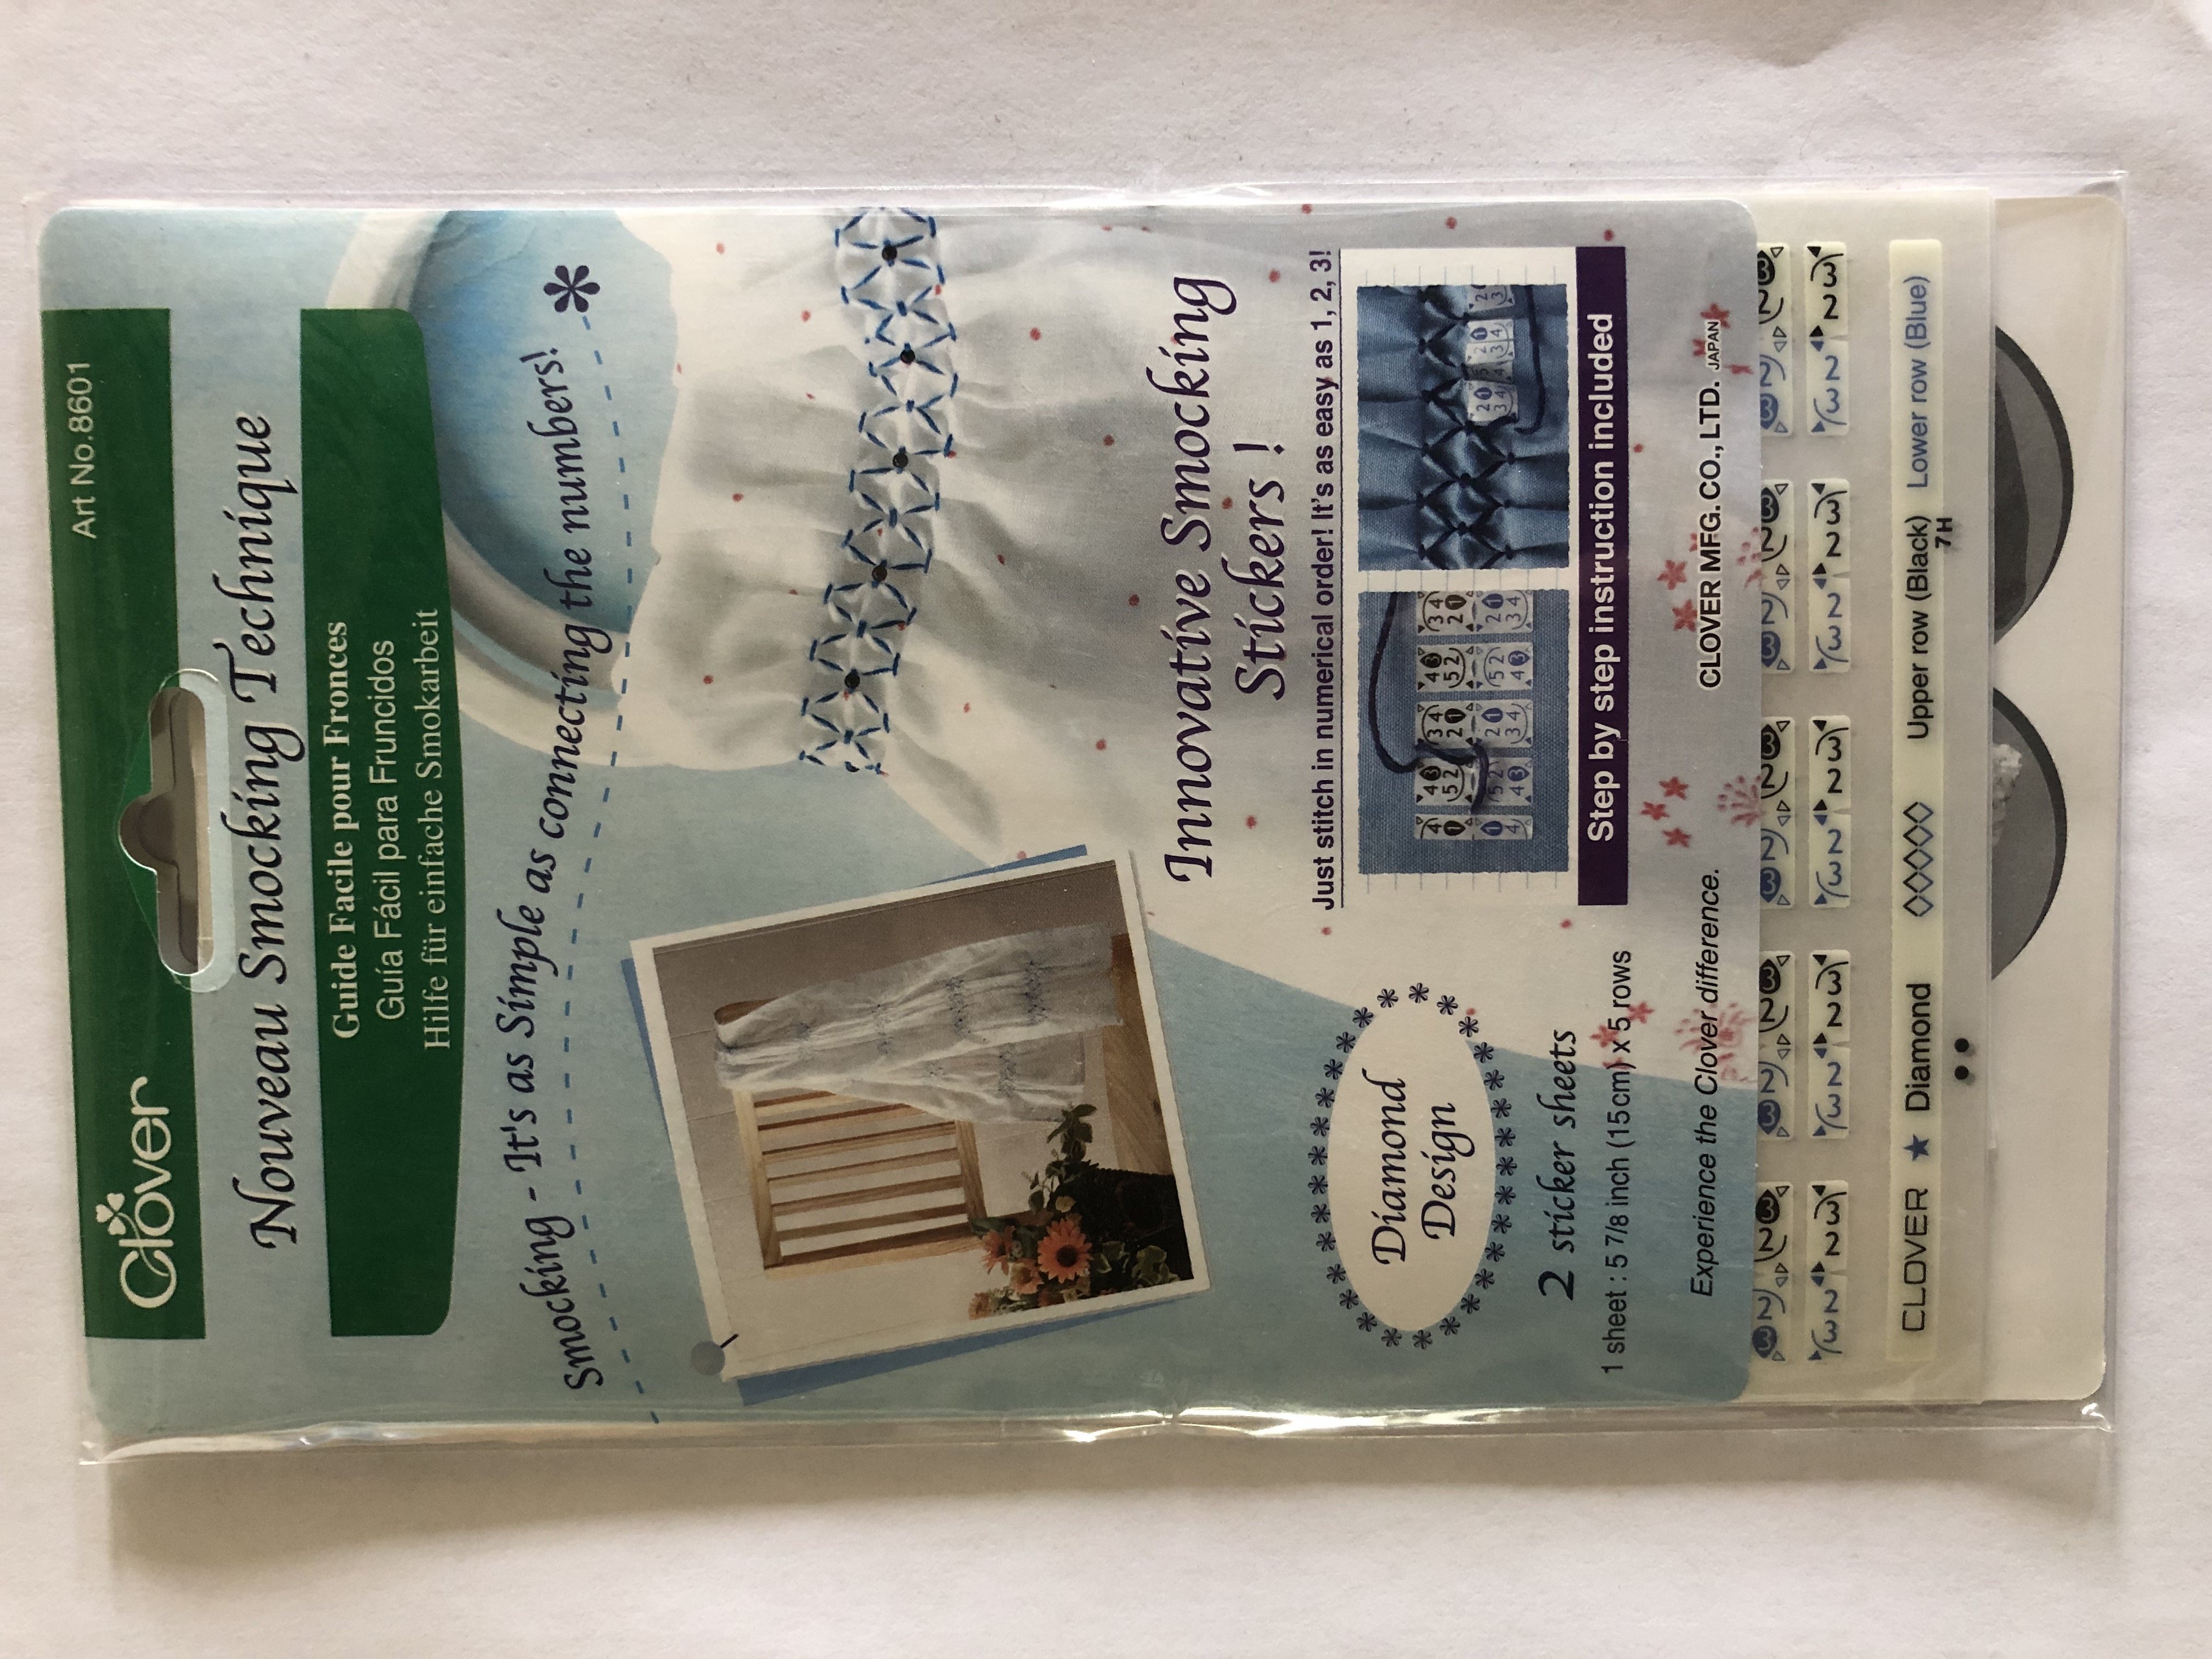 Clover
Art No.8601
Nouveau Smocking Technique
Guide Facile pour Fronces
Guía Fácil para Fruncidos
Hilfe für einfache Smokarbeit
Smocking - It's as Simple as connecting the numbers!
Innovative Smocking
Stickers !
Just stitch in numerical order! It's as easy as 1, 2, 3!
Step by step instruction included
Diamond
Design
2 sticker sheets
1 sheet : 5 7/8 inch (15cm) x 5 rows
Experience the Clover difference.
CLOVER MFG. CO., LTD. JAPAN
CLOVER ★ Diamond Upper row (Black) Lower row (Blue)
7H